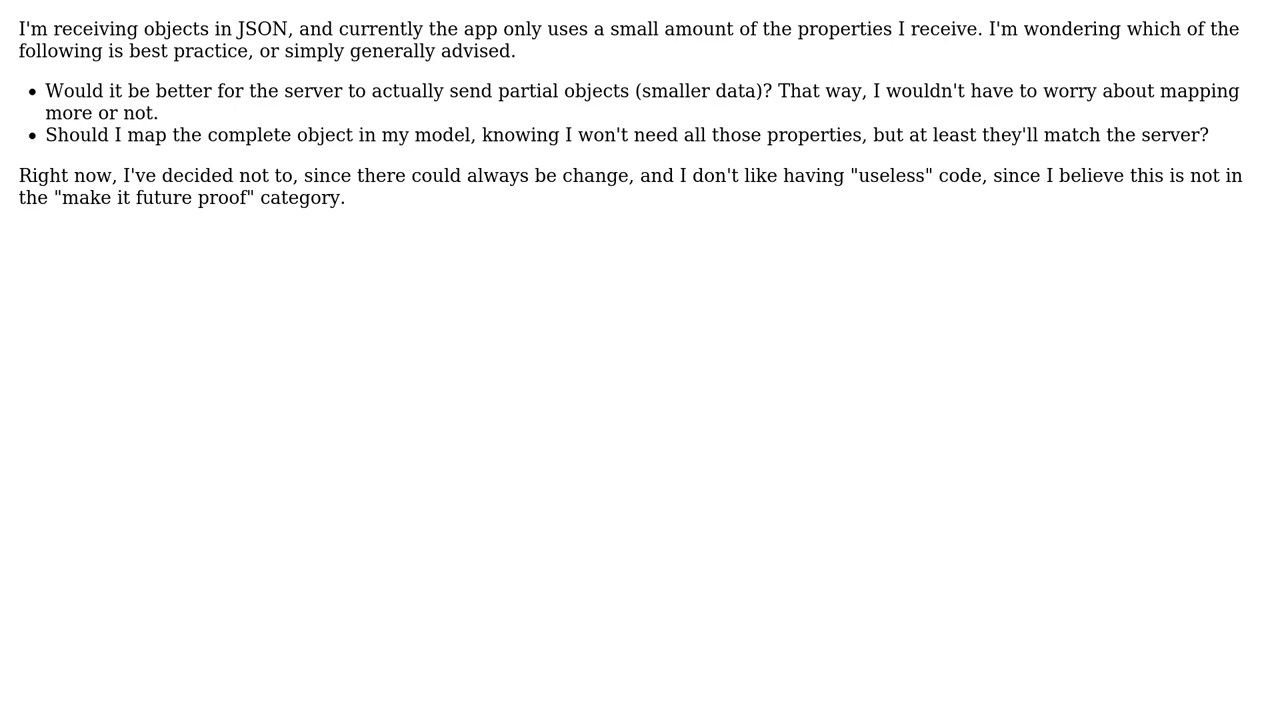 I'm receiving objects in JSON, and currently the app only uses a small amount of the properties I receive. I'm wondering which of the
following is best practice, or simply generally advised.
• Would it be better for the server to actually send partial objects (smaller data)? That way, I wouldn't have to worry about mapping
more or not.
• Should I map the complete object in my model, knowing I won't need all those properties, but at least they'll match the server?
Right now, I've decided not to, since there could always be change, and I don't like having "useless" code, since I believe this is not in
the "make it future proof" category.